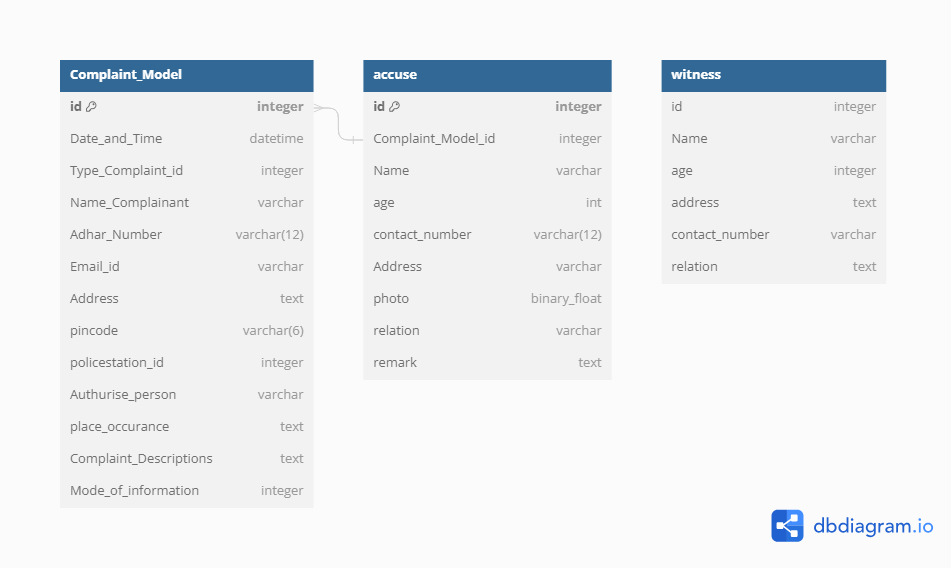 Complaint_Model
id integer
Date_and_Time datetime
Type_Complaint_id integer
Name_Complainant varchar
Adhar_Number varchar(12)
Email_id varchar
Address text
pincode varchar(6)
policestation_id integer
Authurise_person varchar
place_occurance text
Complaint_Descriptions text
Mode_of_information integer
accuse
id integer
Complaint_Model_id integer
Name varchar
age int
contact_number varchar(12)
Address varchar
photo binary_float
relation varchar
remark text
witness
id integer
Name varchar
age integer
address text
contact_number varchar
relation text
dbdiagram.io